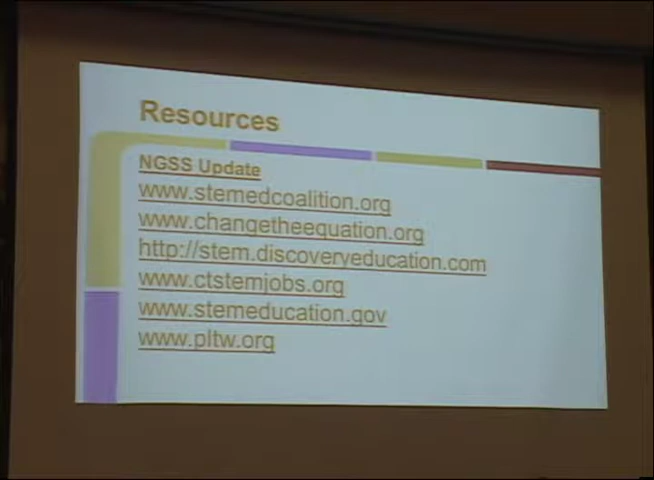 Resources
NGSS Update
www.stemedcoalition.org
www.changetheequation.org
http://stem.discoveryeducation.com
www.ctstemjobs.org
www.stemeducation.gov
www.pltw.org